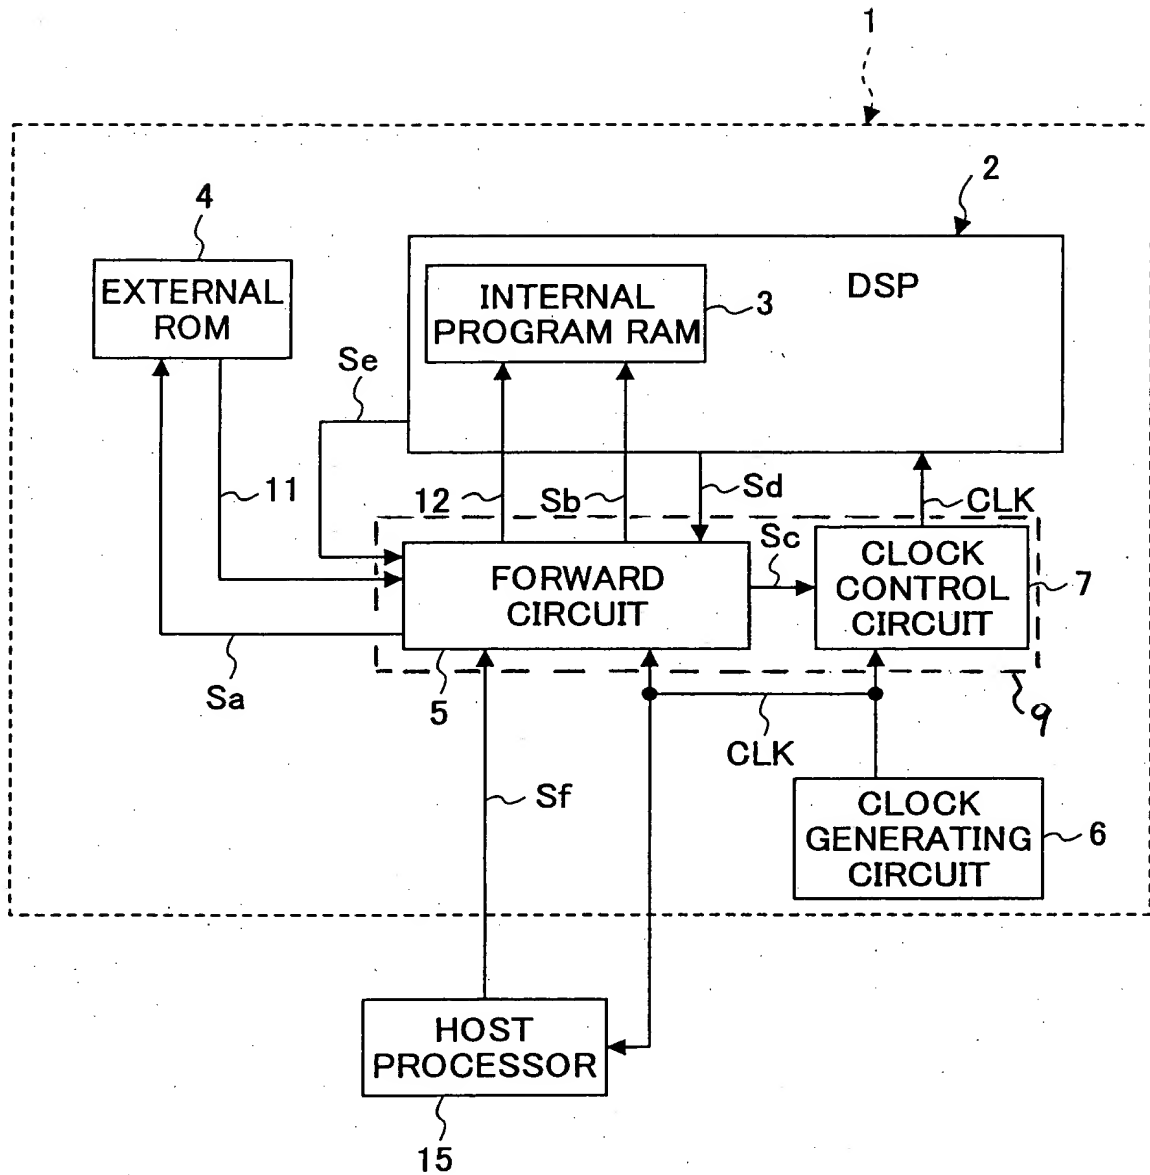 1
2
4
EXTERNAL
ROM
DSP
INTERNAL
PROGRAM RAM
3
Se
11
12
Sb
Sd
CLK
Sc
FORWARD
CIRCUIT
CLOCK
CONTROL
CIRCUIT
7
Sa
5
9
CLK
Sf
CLOCK
GENERATING
CIRCUIT
6
HOST
PROCESSOR
15